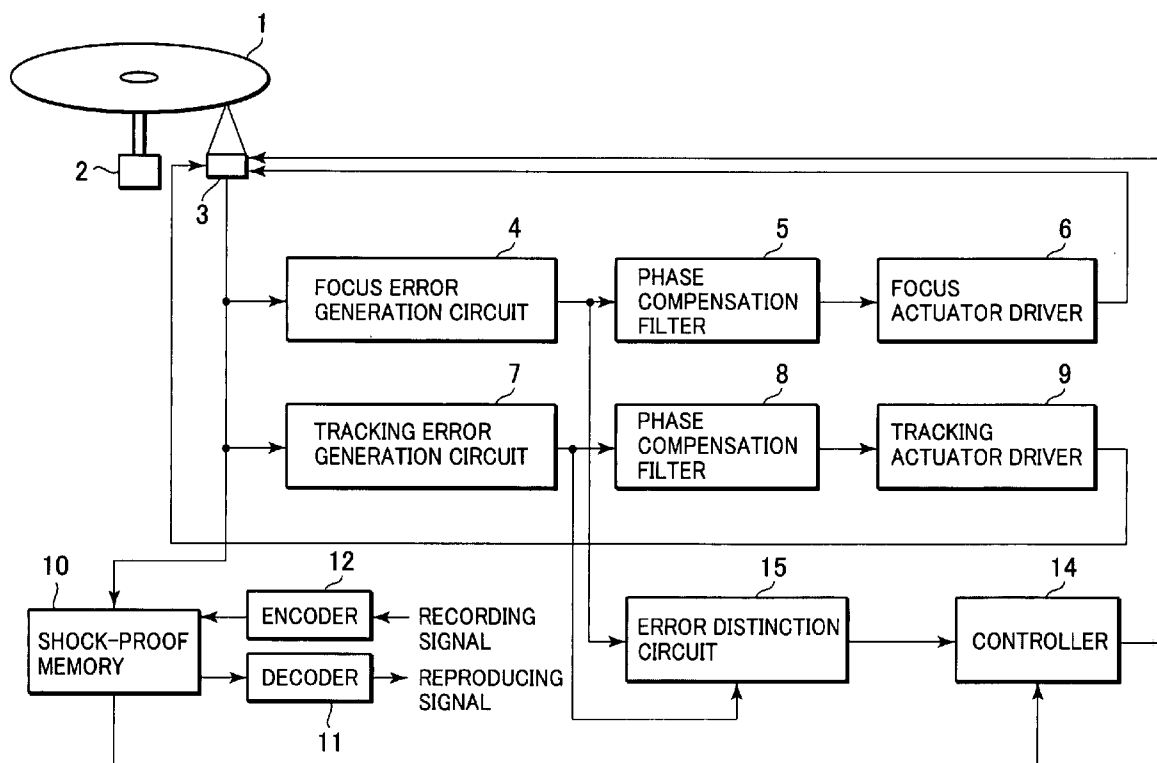 1
2
3
4
5
6
FOCUS ERROR
GENERATION CIRCUIT
PHASE
COMPENSATION
FILTER
FOCUS
ACTUATOR DRIVER
7
8
9
TRACKING ERROR
GENERATION CIRCUIT
PHASE
COMPENSATION
FILTER
TRACKING
ACTUATOR DRIVER
10
12
15
14
SHOCK-PROOF
MEMORY
ENCODER
RECORDING
SIGNAL
DECODER
REPRODUCING
SIGNAL
11
ERROR DISTINCTION
CIRCUIT
CONTROLLER